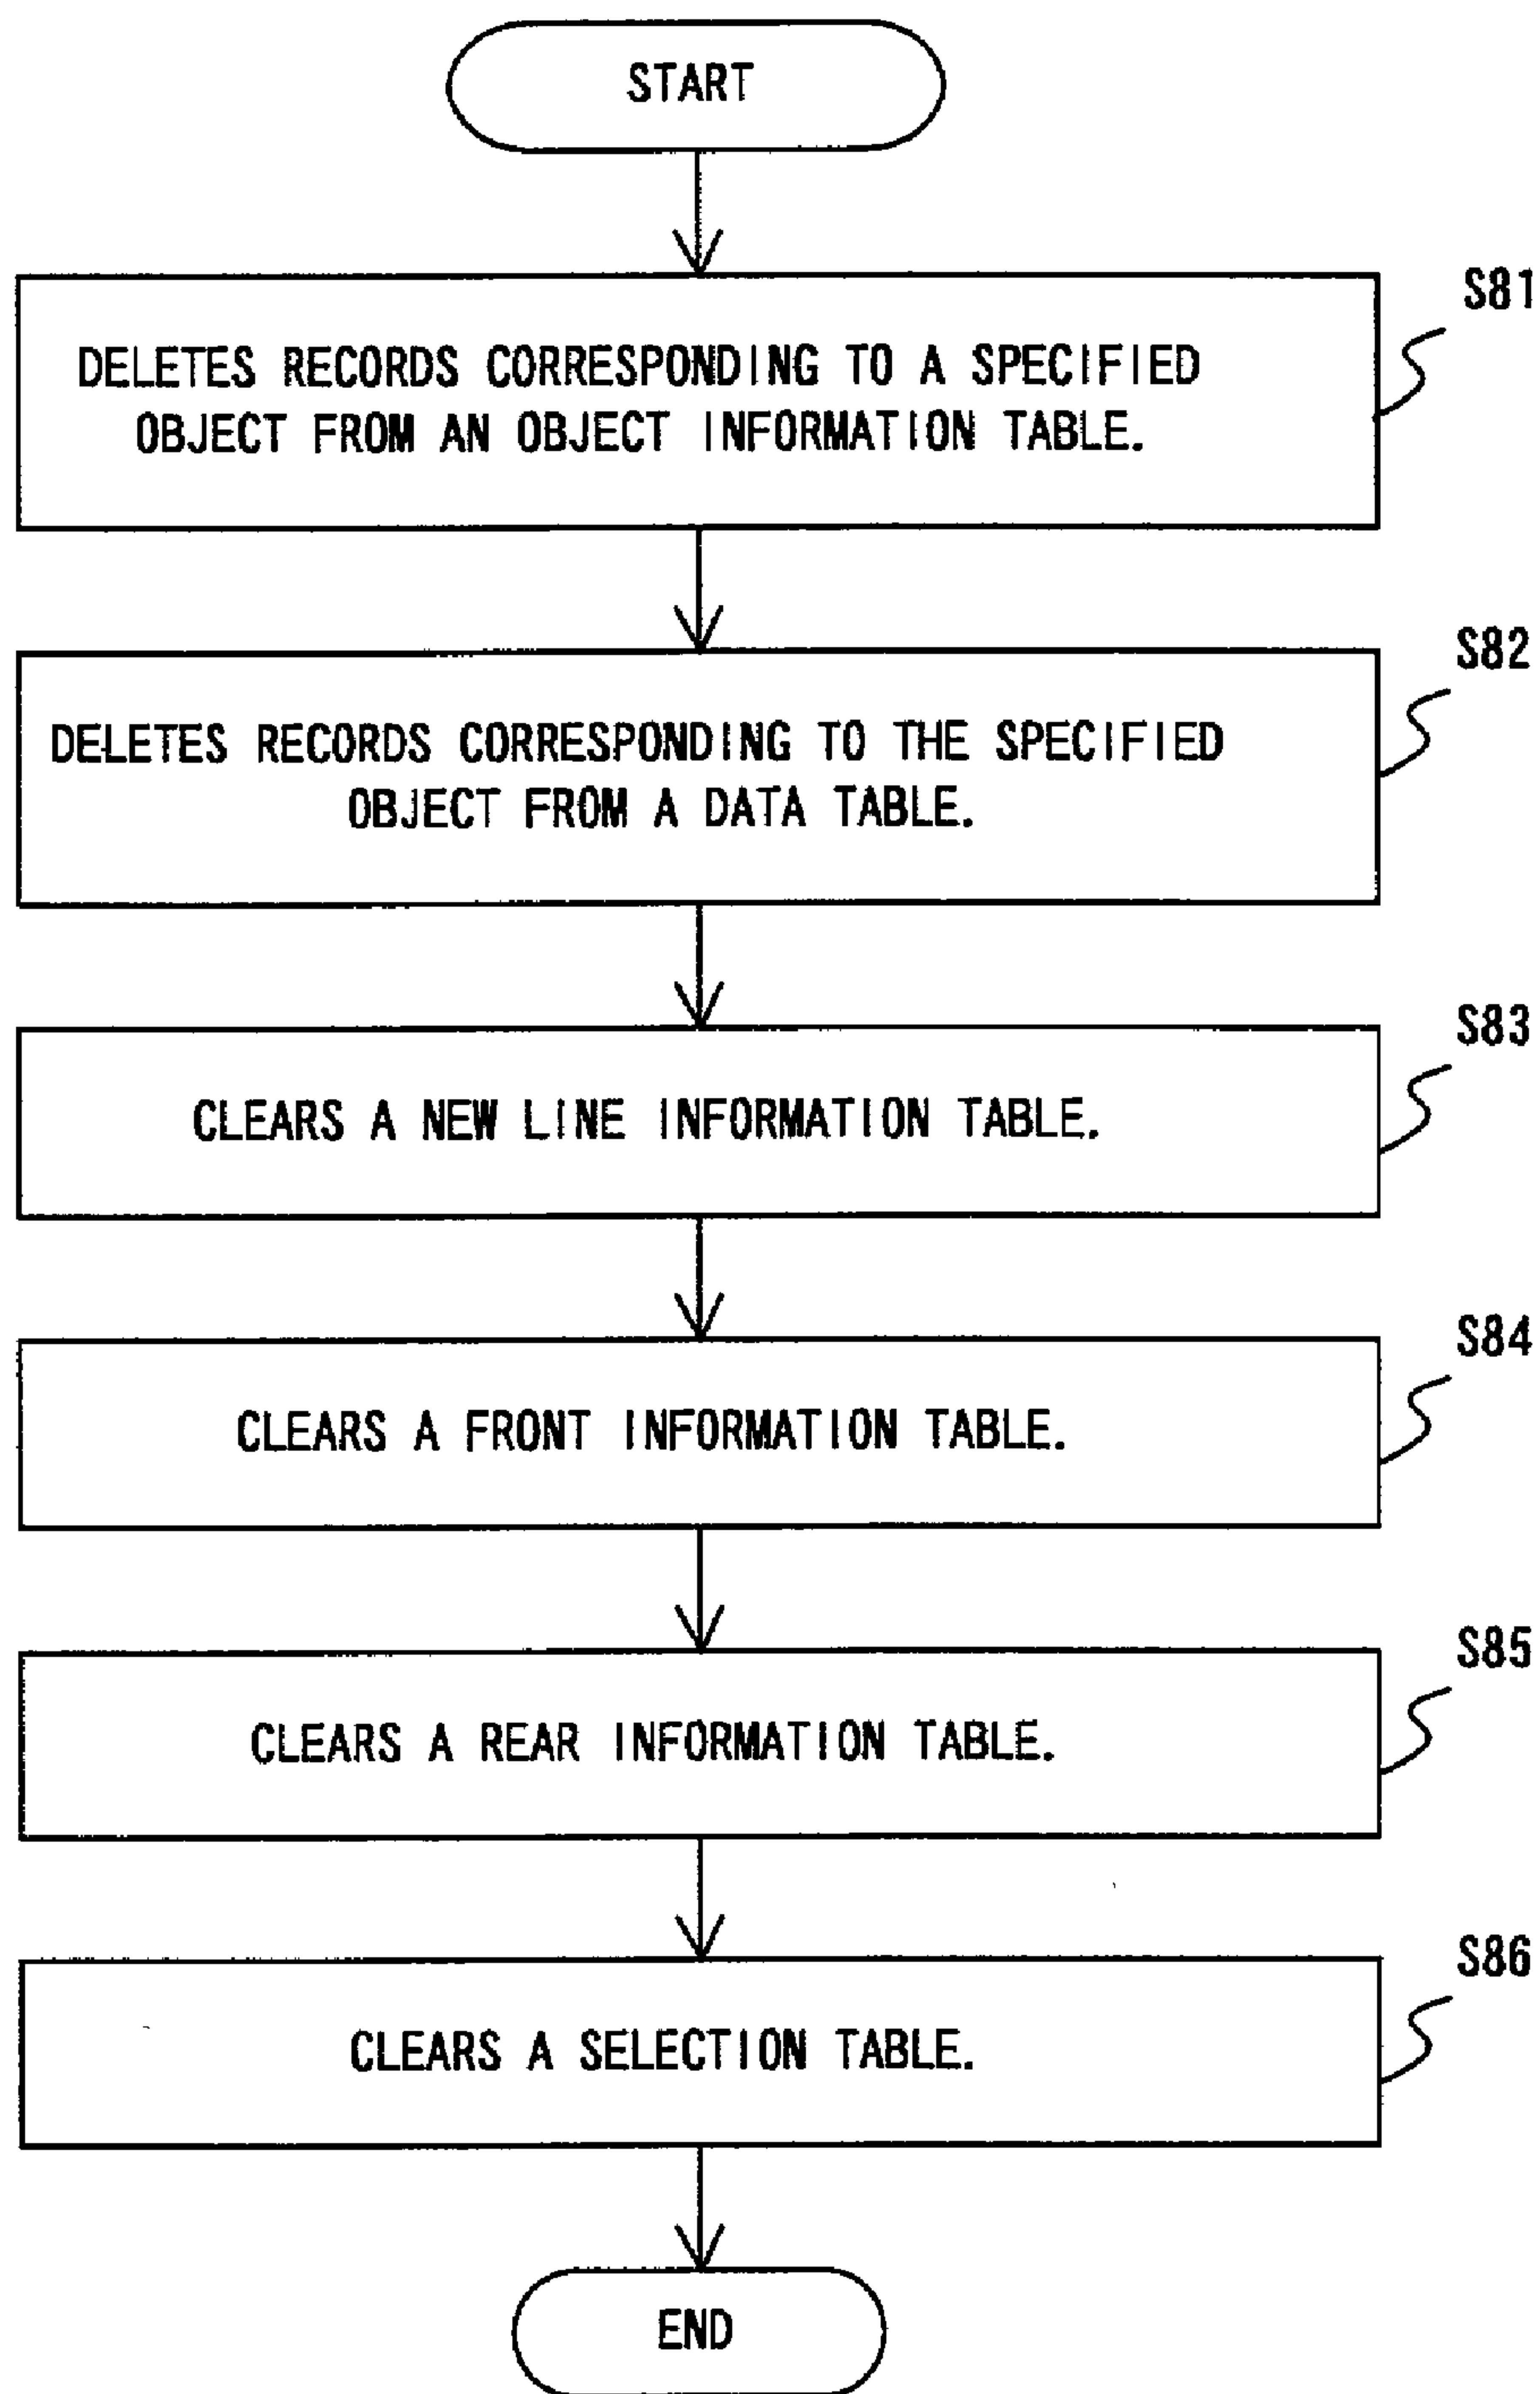 START
S81
DELETES RECORDS CORRESPONDING TO A SPECIFIED
OBJECT FROM AN OBJECT INFORMATION TABLE.
S82
DELETES RECORDS CORRESPONDING TO THE SPECIFIED
OBJECT FROM A DATA TABLE.
S83
CLEARS A NEW LINE INFORMATION TABLE.
S84
CLEARS A FRONT INFORMATION TABLE.
S85
CLEARS A REAR INFORMATION TABLE.
S86
CLEARS A SELECTION TABLE.
END